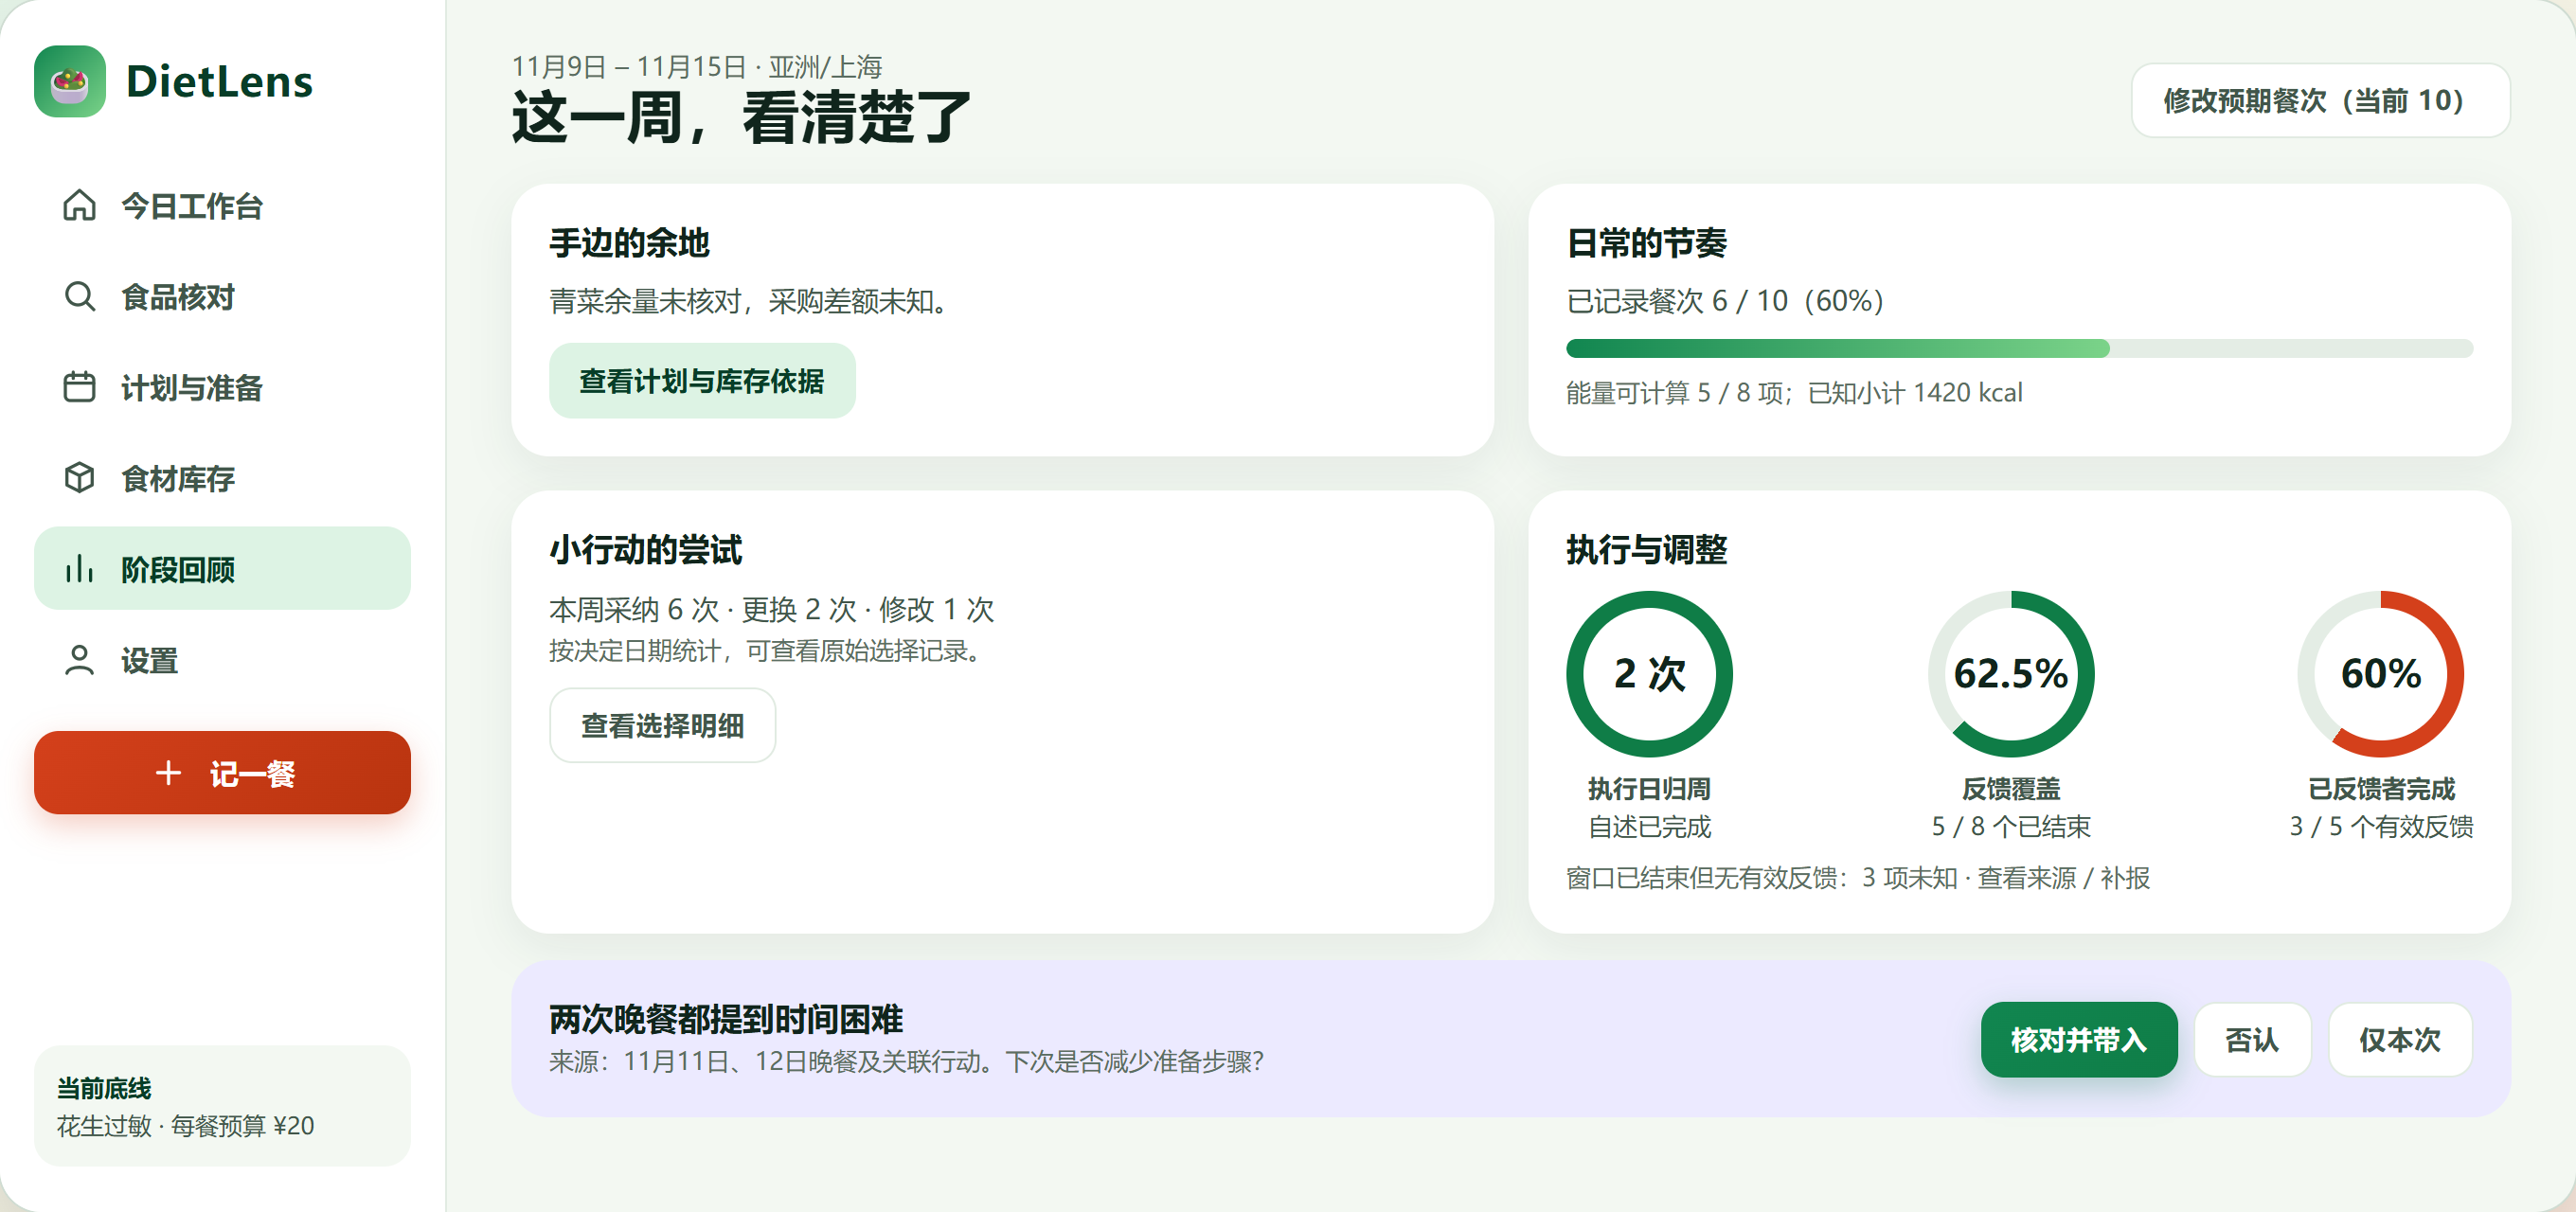 DietLens
今日工作台
食品核对
计划与准备
食材库存
阶段回顾
设置
+ 记一餐
当前底线
花生过敏 · 每餐预算 ¥20
11月9日 – 11月15日 · 亚洲/上海
这一周，看清楚了
修改预期餐次（当前 10）
手边的余地
青菜余量未核对，采购差额未知。
查看计划与库存依据
日常的节奏
已记录餐次 6 / 10（60%）
能量可计算 5 / 8 项；已知小计 1420 kcal
小行动的尝试
本周采纳 6 次 · 更换 2 次 · 修改 1 次
按决定日期统计，可查看原始选择记录。
查看选择明细
执行与调整
2 次
执行日归周
自述已完成
62.5%
反馈覆盖
5 / 8 个已结束
60%
已反馈者完成
3 / 5 个有效反馈
窗口已结束但无有效反馈：3 项未知 · 查看来源 / 补报
两次晚餐都提到时间困难
来源：11月11日、12日晚餐及关联行动。下次是否减少准备步骤？
核对并带入
否认
仅本次